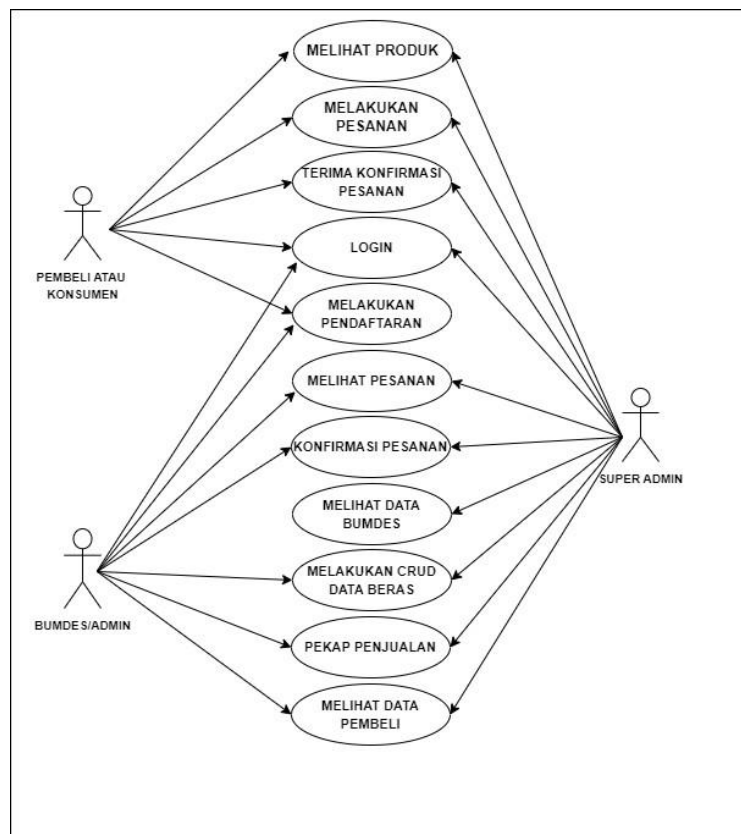 MELIHAT PRODUK
MELAKUKAN
PESANAN
TERIMA KONFIRMASI
PESANAN
LOGIN
PEMBELI ATAU
KONSUMEN
MELAKUKAN
PENDAFTARAN
MELIHAT PESANAN
KONFIRMASI PESANAN
SUPER ADMIN
MELIHAT DATA
BUMDES
MELAKUKAN CRUD
DATA BERAS
BUMDES/ADMIN
PEKAP PENJUALAN
MELIHAT DATA
PEMBELI